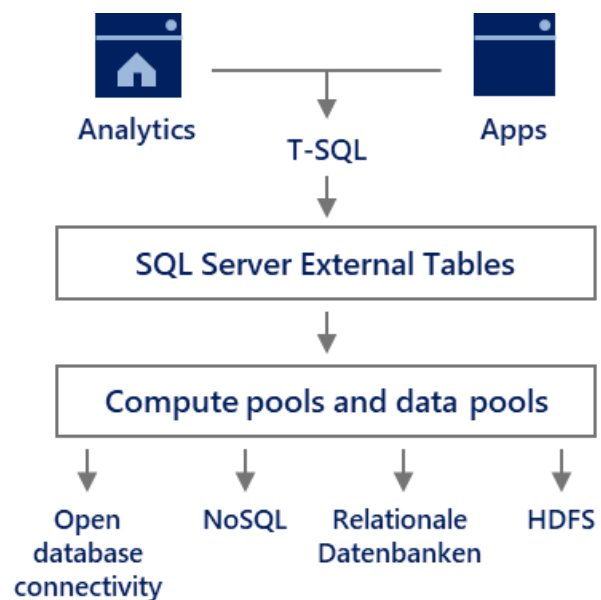 Analytics
Apps
T-SQL
SQL Server External Tables
Compute pools and data pools
Open
database
connectivity
NoSQL
Relationale
Datenbanken
HDFS